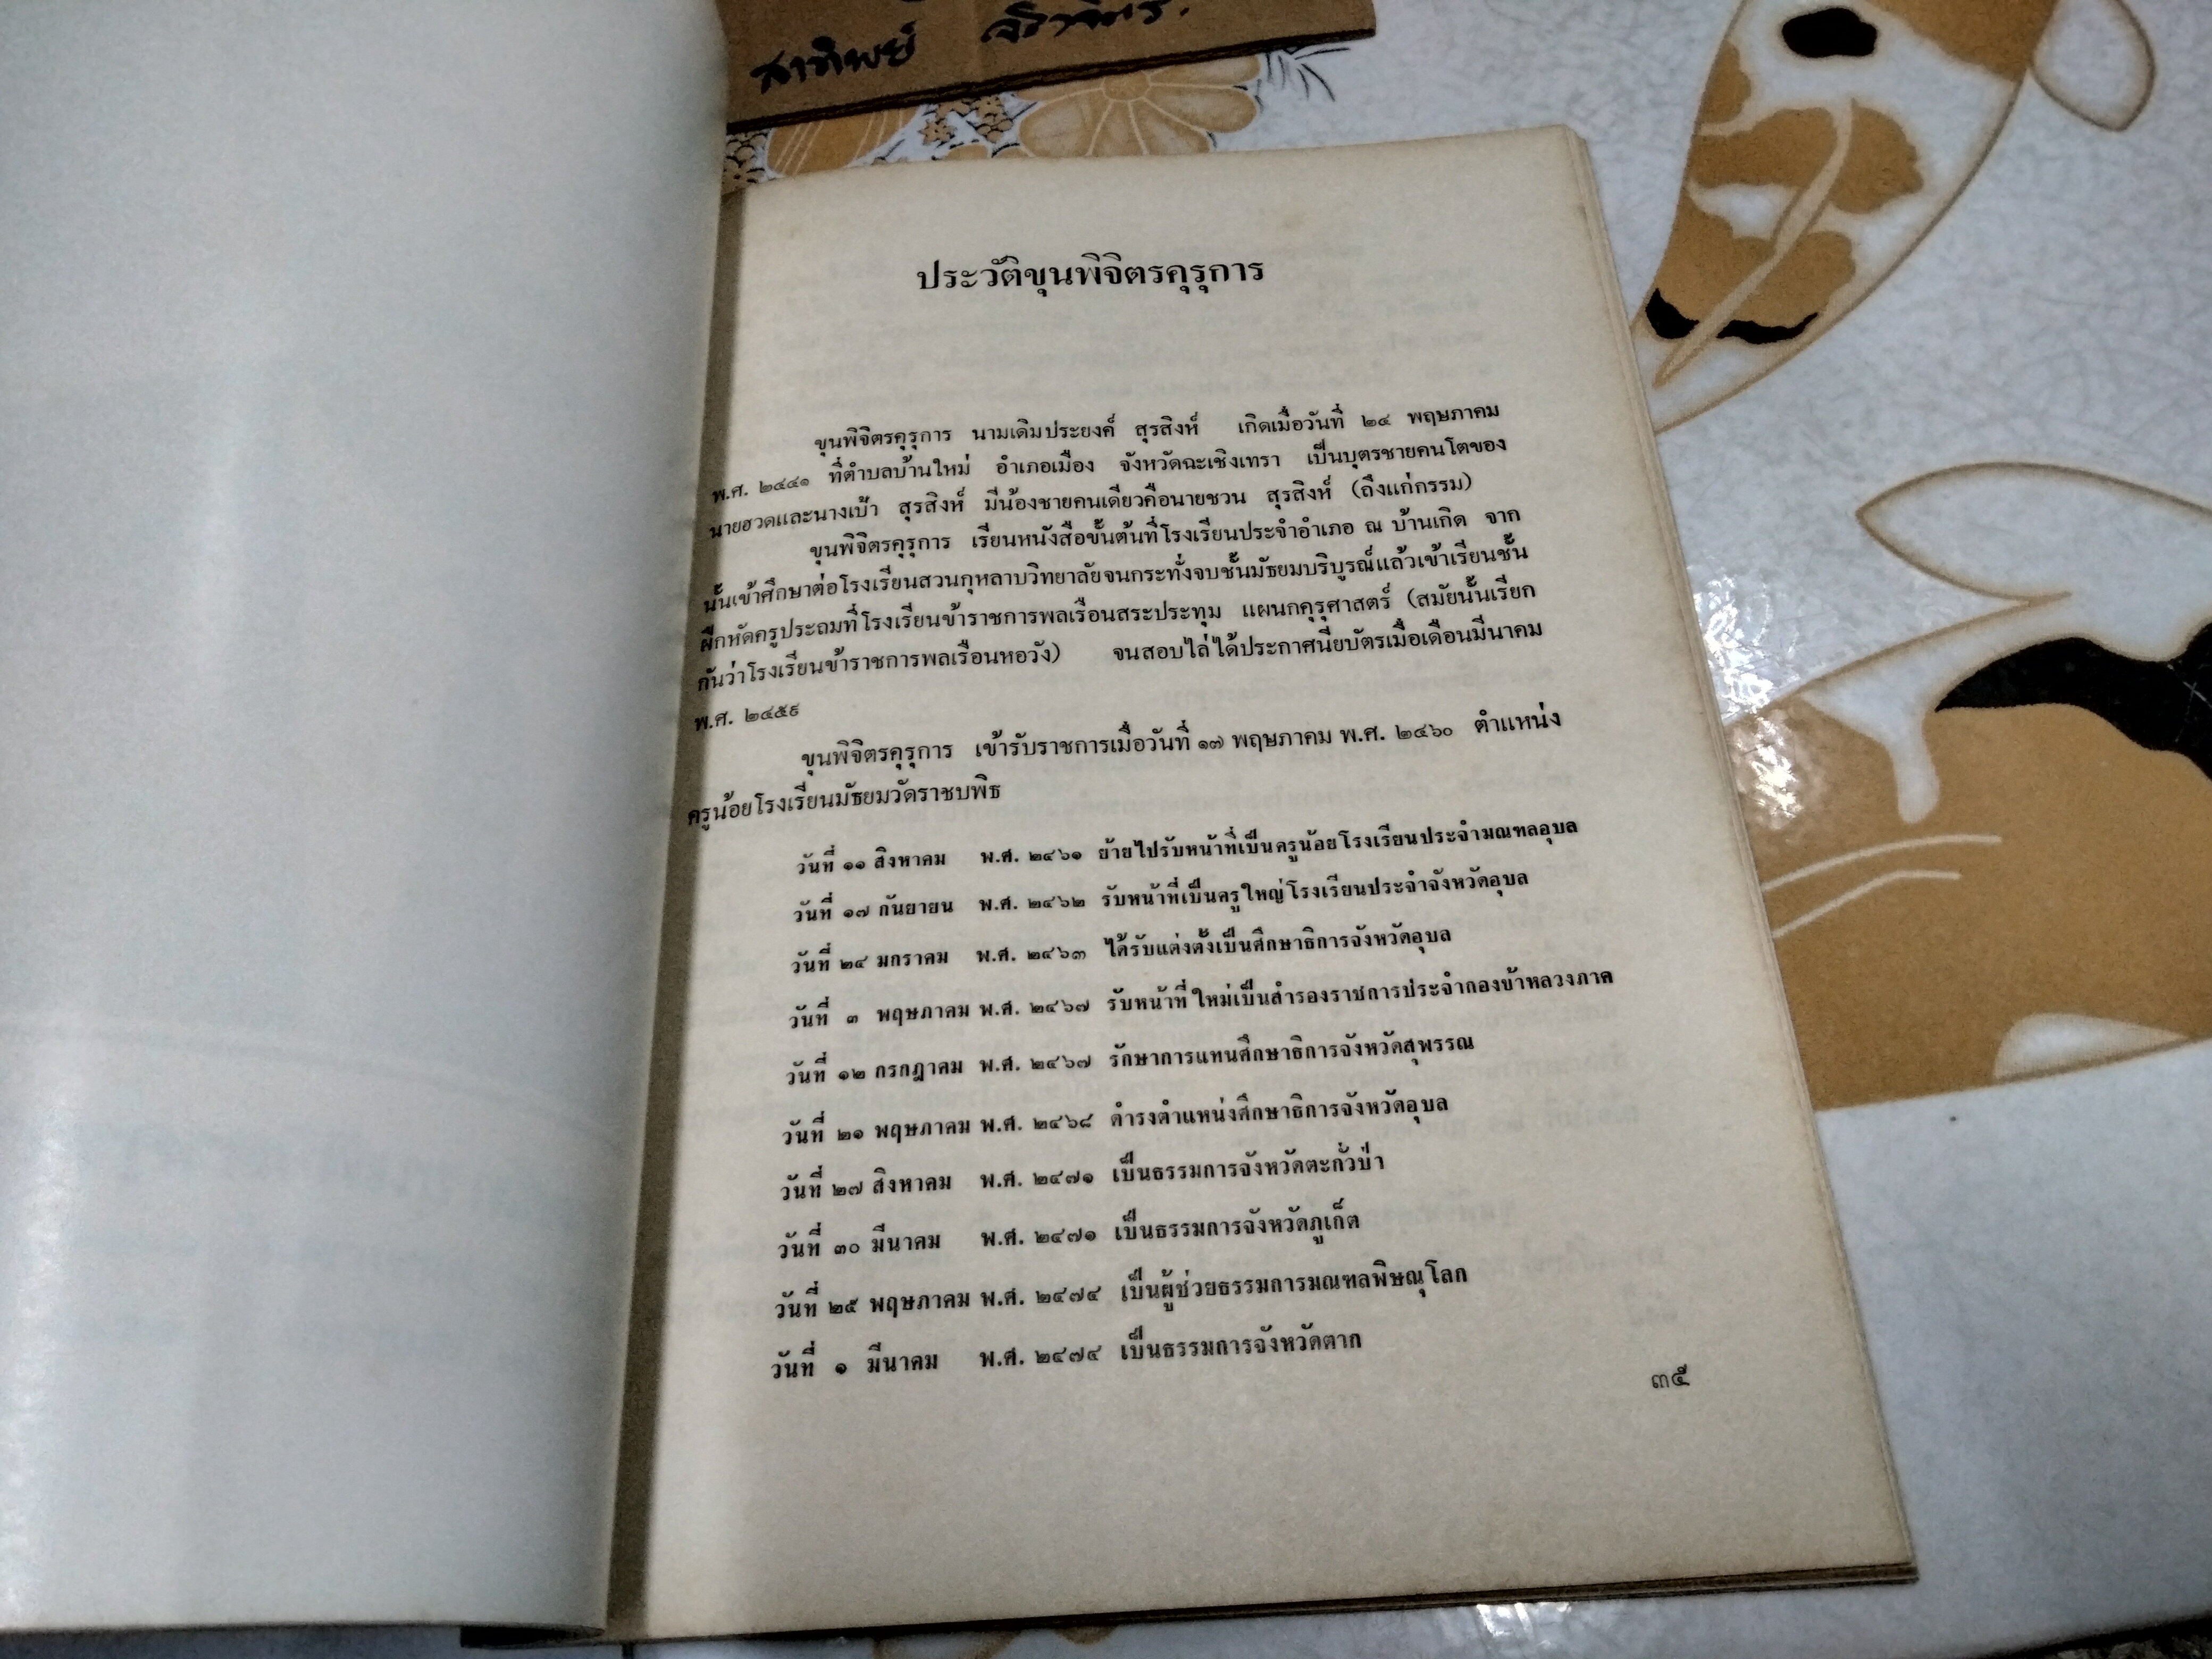 สาทิพย์
ประวัติขุนพิจิตรคุรุการ
ขุนพิจิตรคุรุการ นามเดิมประยงค์ สุรสิงห์ เกิดเมื่อวันที่ ๒๔ พฤษภาคม
พ.ศ. ๒๔๔๑ ที่ตำบลบ้านใหม่ อำเภอเมือง จังหวัดฉะเชิงเทรา เป็นบุตรชายคนโตของ
นายฮวดและนางเบ้า สุรสิงห์ มีน้องชายคนเดียวคือนายชวน สุรสิงห์ (ถึงแก่กรรม)
ขุนพิจิตรคุรุการ เรียนหนังสือขั้นต้นที่โรงเรียนประจำอำเภอ ณ บ้านเกิด จาก
นั้นเข้าศึกษาต่อโรงเรียนสวนกุหลาบวิทยาลัยจนกระทั่งจบชั้นมัธยมบริบูรณ์แล้วเข้าเรียนชั้น
ฝึกหัดครูประถมที่โรงเรียนข้าราชการพลเรือนสระประทุม แผนกคุรุศาสตร์ (สมัยนั้นเรียก
กันว่าโรงเรียนข้าราชการพลเรือนหอวัง) จนสอบไล่ได้ประกาศนียบัตรเมื่อเดือนมีนาคม
พ.ศ. ๒๔๕๙
ขุนพิจิตรคุรุการ เข้ารับราชการเมื่อวันที่ ๑๗ พฤษภาคม พ.ศ. ๒๔๖๐ ตำแหน่ง
ครูน้อยโรงเรียนมัธยมวัดราชบพิธ
วันที่ ๑๑ สิงหาคม พ.ศ. ๒๔๖๑ ย้ายไปรับหน้าที่เป็นครูน้อยโรงเรียนประจำมณฑลอุบล
วันที่ ๑๗ กันยายน พ.ศ. ๒๔๖๒ รับหน้าที่เป็นครูใหญ่โรงเรียนประจำจังหวัดอุบล
วันที่ ๒๔ มกราคม พ.ศ. ๒๔๖๓ ได้รับแต่งตั้งเป็นศึกษาธิการจังหวัดอุบล
วันที่ ๓ พฤษภาคม พ.ศ. ๒๔๖๗ รับหน้าที่ใหม่เป็นสำรองราชการประจำกองข้าหลวงภาค
วันที่ ๑๒ กรกฎาคม พ.ศ. ๒๔๖๗ รักษาการแทนศึกษาธิการจังหวัดสุพรรณ
วันที่ ๒๑ พฤษภาคม พ.ศ. ๒๔๖๘ ดำรงตำแหน่งศึกษาธิการจังหวัดอุบล
วันที่ ๒๗ สิงหาคม พ.ศ. ๒๔๗๑ เป็นธรรมการจังหวัดตะกั่วป่า
วันที่ ๓๐ มีนาคม พ.ศ. ๒๔๗๑ เป็นธรรมการจังหวัดภูเก็ต
วันที่ ๒๕ พฤษภาคม พ.ศ. ๒๔๗๔ เป็นผู้ช่วยธรรมการมณฑลพิษณุโลก
วันที่ ๑ มีนาคม พ.ศ. ๒๔๗๔ เป็นธรรมการจังหวัดตาก
๓๕